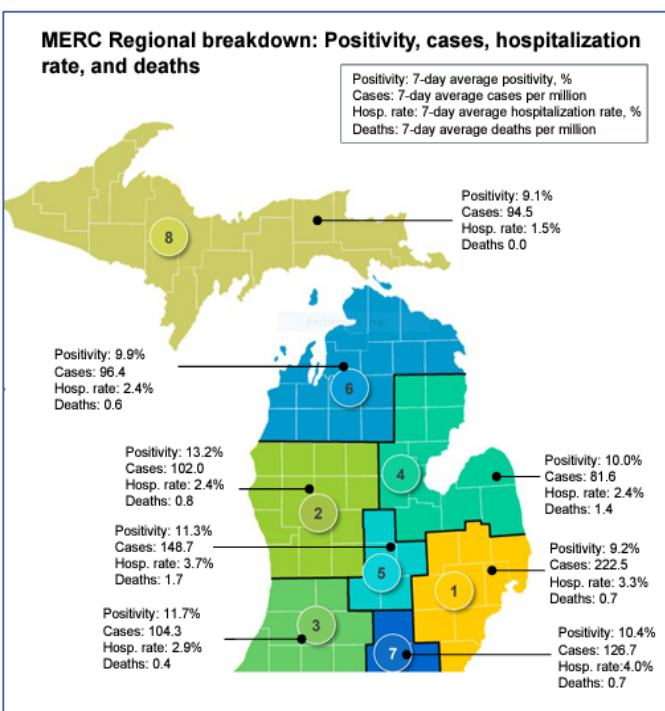 MERC Regional breakdown: Positivity, cases, hospitalization
rate, and deaths
Positivity: 7-day average positivity, %
Cases: 7-day average cases per million
Hosp. rate: 7-day average hospitalization rate, %
Deaths: 7-day average deaths per million
Positivity: 9.1%
Cases: 94.5
Hosp. rate: 1.5%
Deaths 0.0
8
Positivity: 9.9%
Cases: 96.4
Hosp. rate: 2.4%
Deaths: 0.6
6
Positivity: 13.2%
Cases: 102.0
Hosp. rate: 2.4%
Deaths: 0.8
2
4
Positivity: 10.0%
Cases: 81.6
Hosp. rate: 2.4%
Deaths: 1.4
Positivity: 11.3%
Cases: 148.7
Hosp. rate: 3.7%
Deaths: 1.7
5
1
Positivity: 9.2%
Cases: 222.5
Hosp. rate: 3.3%
Deaths: 0.7
Positivity: 11.7%
Cases: 104.3
Hosp. rate: 2.9%
Deaths: 0.4
3
7
Positivity: 10.4%
Cases: 126.7
Hosp. rate:4.0%
Deaths: 0.7